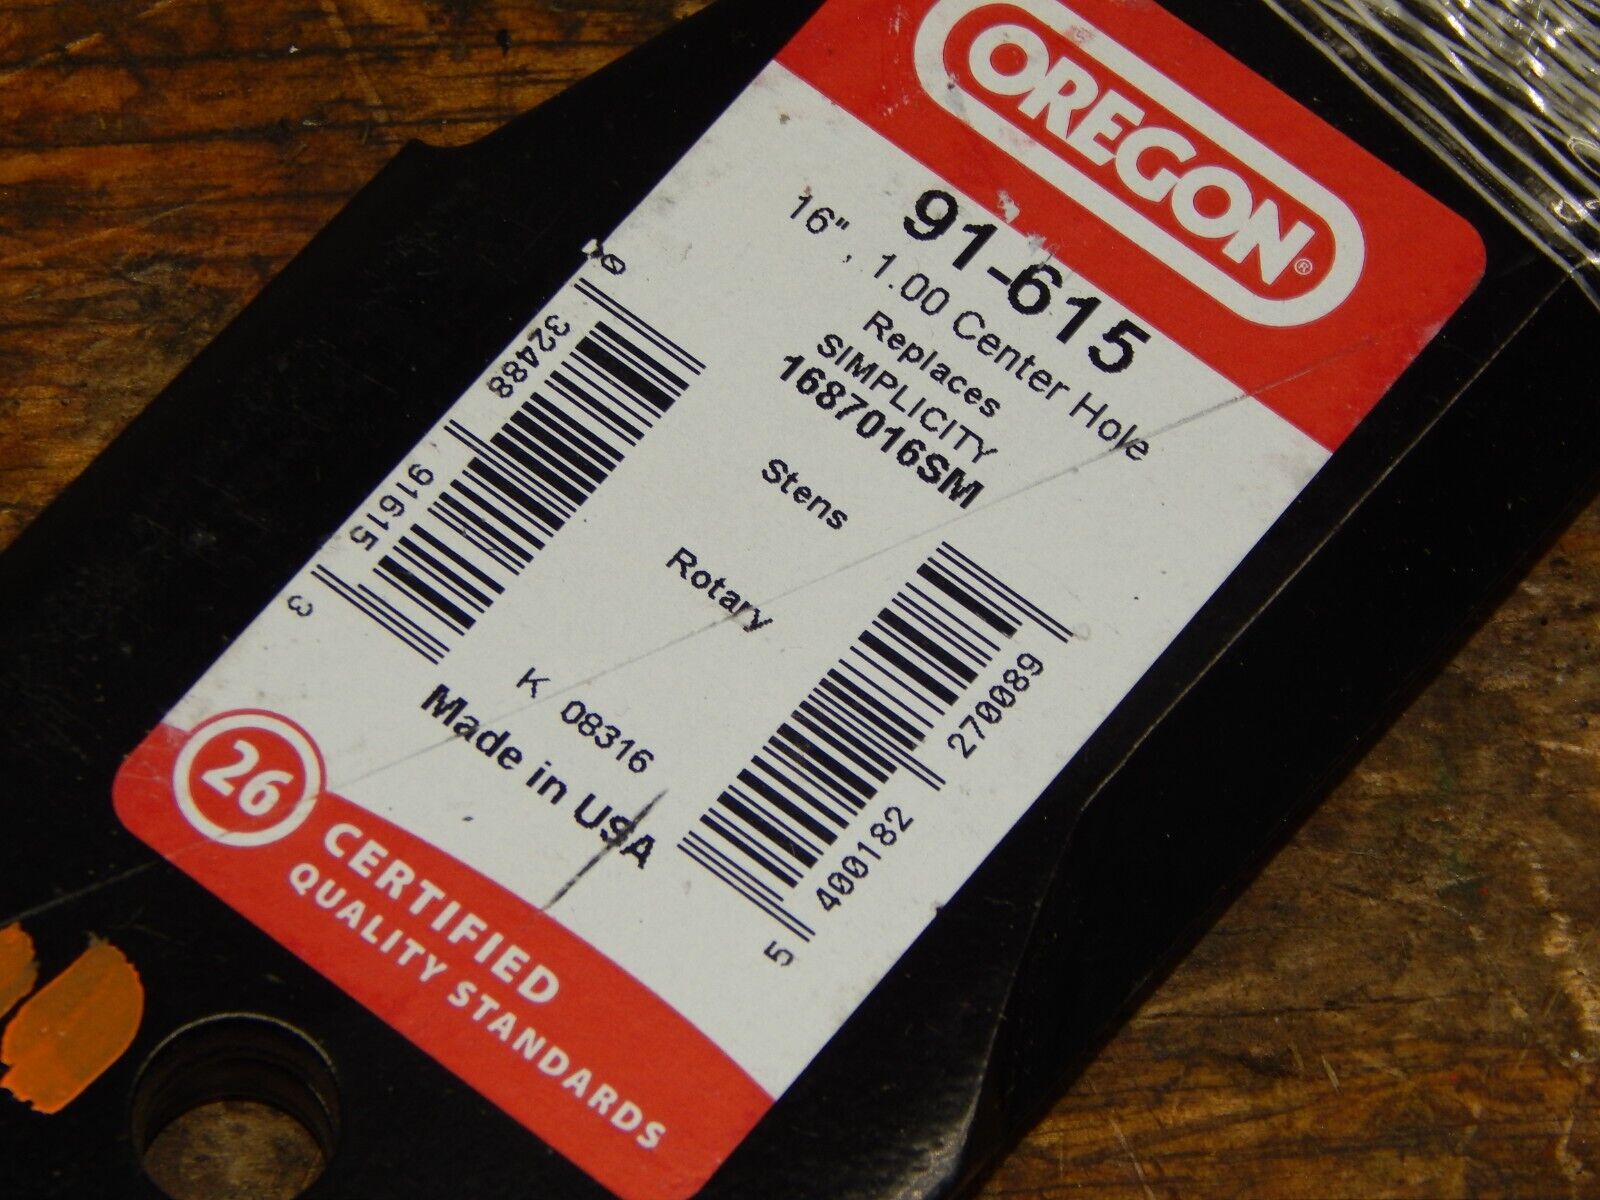 OREGON®
91-615
16", 1.00 Center Hole
Replaces
SIMPLICITY
1687016SM
Stens
Rotary
K 08316
Made in USA
32488 91615 3
5 400182 270089
26
CERTIFIED
QUALITY STANDARDS